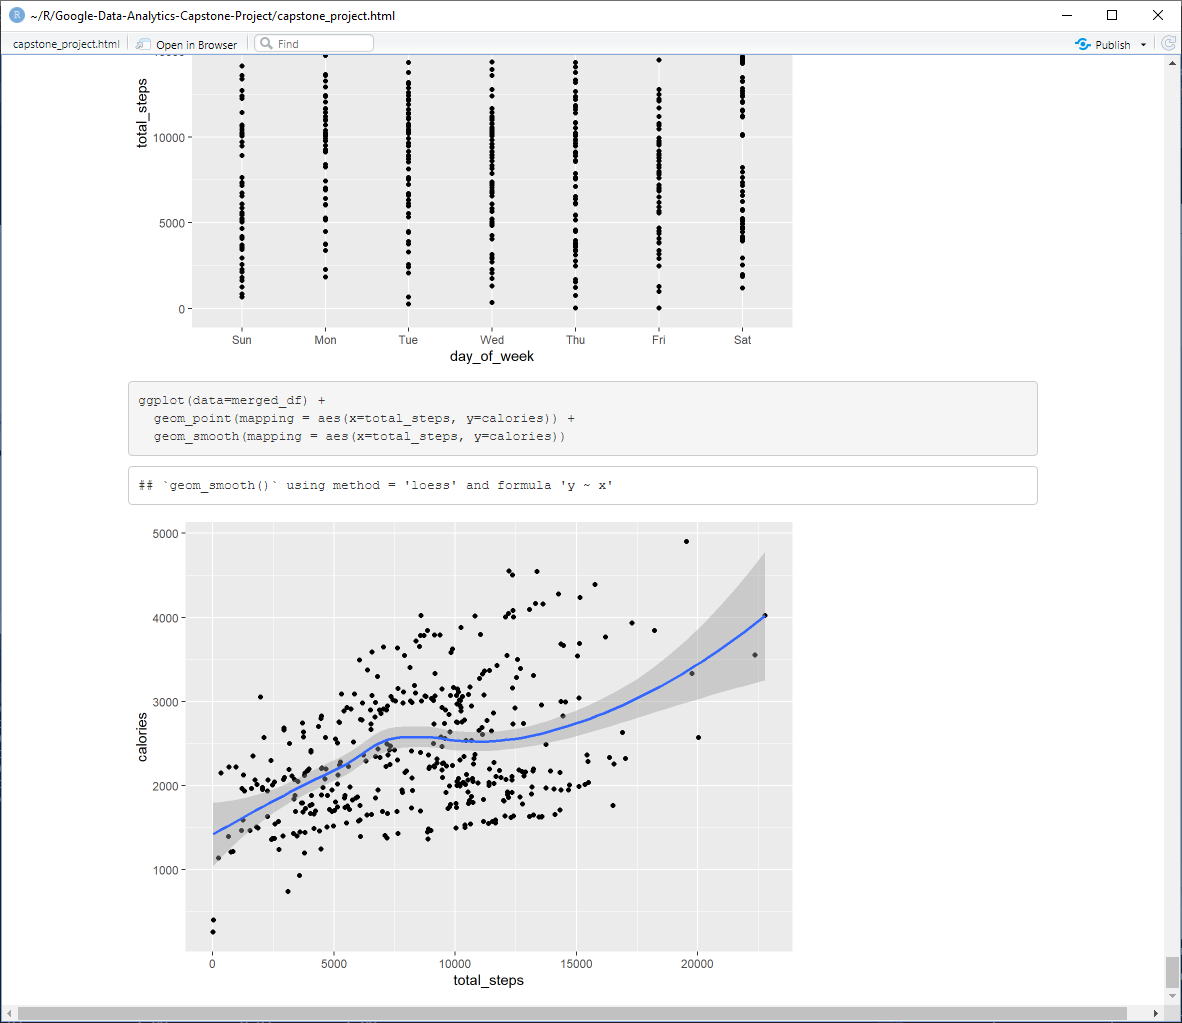 ~/R/Google-Data-Analytics-Capstone-Project/capstone_project.html
capstone_project.html
Open in Browser
Find
Publish
total_steps
10000
5000
0
Sun Mon Tue Wed Thu Fri Sat
day_of_week
ggplot(data=merged_df) +
geom_point(mapping = aes(x=total_steps, y=calories)) +
geom_smooth(mapping = aes(x=total_steps, y=calories))
## `geom_smooth()` using method = 'loess' and formula 'y ~ x'
5000
4000
3000
calories
2000
1000
0 5000 10000 15000 20000
total_steps